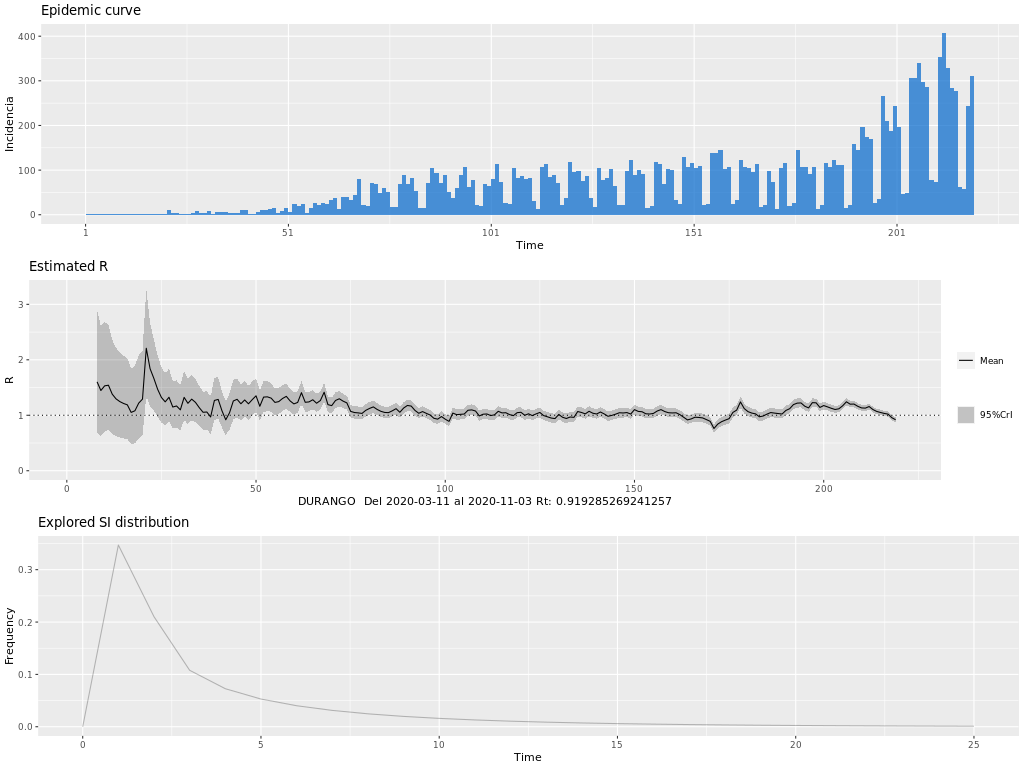 Epidemic curve
400
300
200
100
0
Incidencia
1 51 101 151 201
Time
Estimated R
3
2
1
0
R
Mean
95%CrI
0 50 100 150 200
DURANGO Del 2020-03-11 al 2020-11-03 Rt: 0.919285269241257
Explored SI distribution
0.3
0.2
0.1
0.0
Frequency
0 5 10 15 20 25
Time